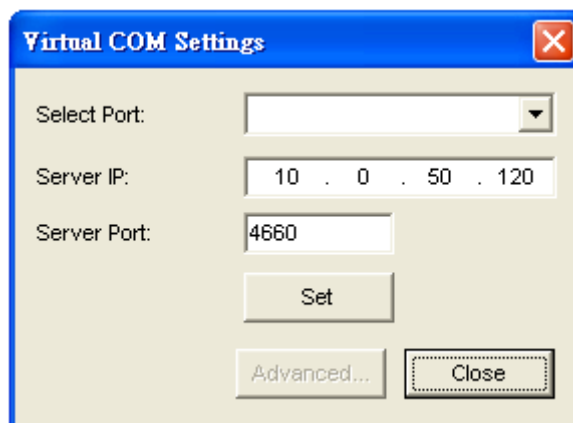 Virtual COM Settings
Select Port:
Server IP: 10 . 0 . 50 . 120
Server Port: 4660
Set
Advanced... Close